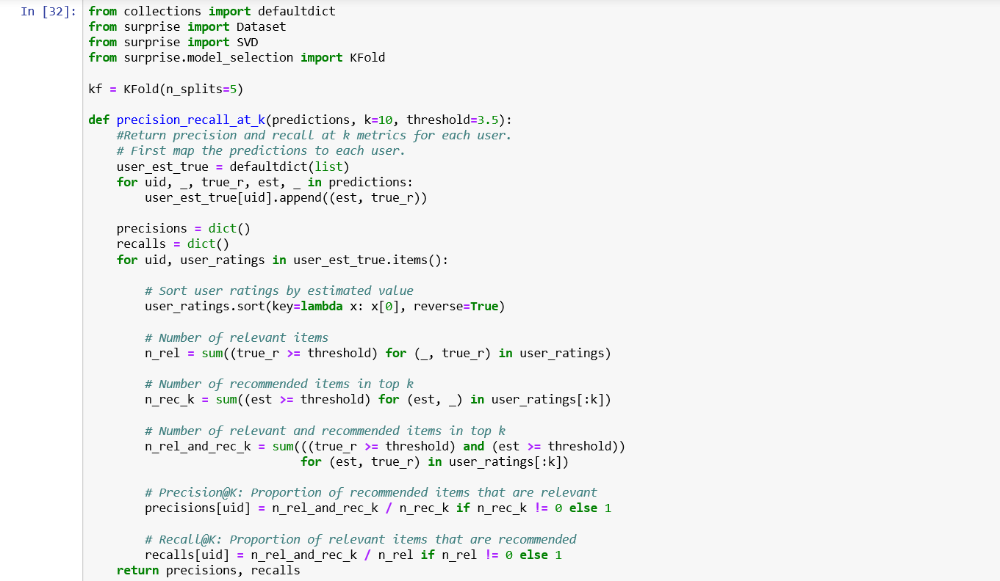 In [32]: from collections import defaultdict
from surprise import Dataset
from surprise import SVD
from surprise.model_selection import KFold

kf = KFold(n_splits=5)

def precision_recall_at_k(predictions, k=10, threshold=3.5):
    #Return precision and recall at k metrics for each user.
    # First map the predictions to each user.
    user_est_true = defaultdict(list)
    for uid, _, true_r, est, _ in predictions:
        user_est_true[uid].append((est, true_r))

    precisions = dict()
    recalls = dict()
    for uid, user_ratings in user_est_true.items():

        # Sort user ratings by estimated value
        user_ratings.sort(key=lambda x: x[0], reverse=True)

        # Number of relevant items
        n_rel = sum((true_r >= threshold) for (_, true_r) in user_ratings)

        # Number of recommended items in top k
        n_rec_k = sum((est >= threshold) for (est, _) in user_ratings[:k])

        # Number of relevant and recommended items in top k
        n_rel_and_rec_k = sum(((true_r >= threshold) and (est >= threshold))
                              for (est, true_r) in user_ratings[:k])

        # Precision@K: Proportion of recommended items that are relevant
        precisions[uid] = n_rel_and_rec_k / n_rec_k if n_rec_k != 0 else 1

        # Recall@K: Proportion of relevant items that are recommended
        recalls[uid] = n_rel_and_rec_k / n_rel if n_rel != 0 else 1
    return precisions, recalls